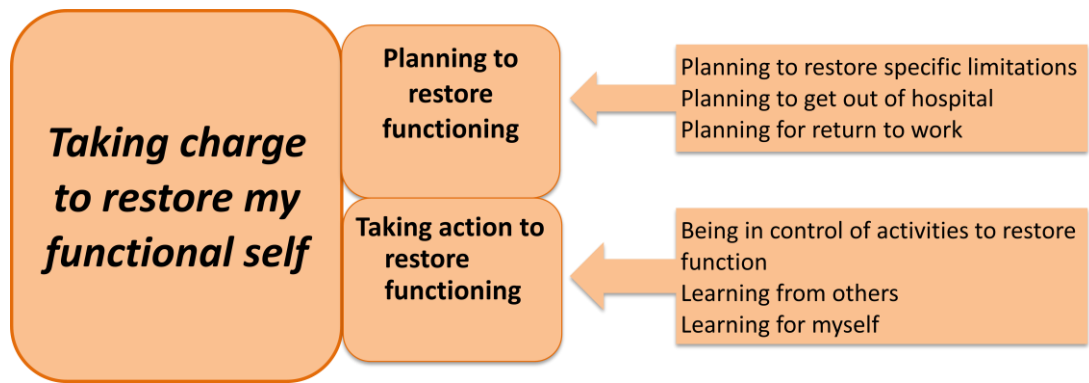 Taking charge
to restore my
functional self
Planning to
restore
functioning
Planning to restore specific limitations
Planning to get out of hospital
Planning for return to work
Taking action to
restore
functioning
Being in control of activities to restore
function
Learning from others
Learning for myself